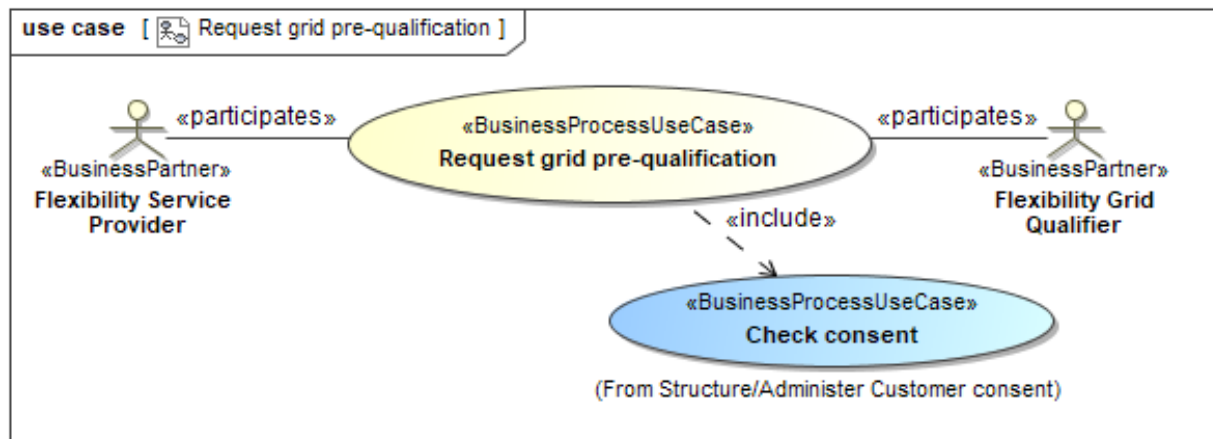 use case [ Request grid pre-qualification ]
«participates»
«participates»
«BusinessProcessUseCase»
Request grid pre-qualification
«BusinessPartner»
Flexibility Service
Provider
«BusinessPartner»
Flexibility Grid
Qualifier
«include»
«BusinessProcessUseCase»
Check consent
(From Structure/Administer Customer consent)